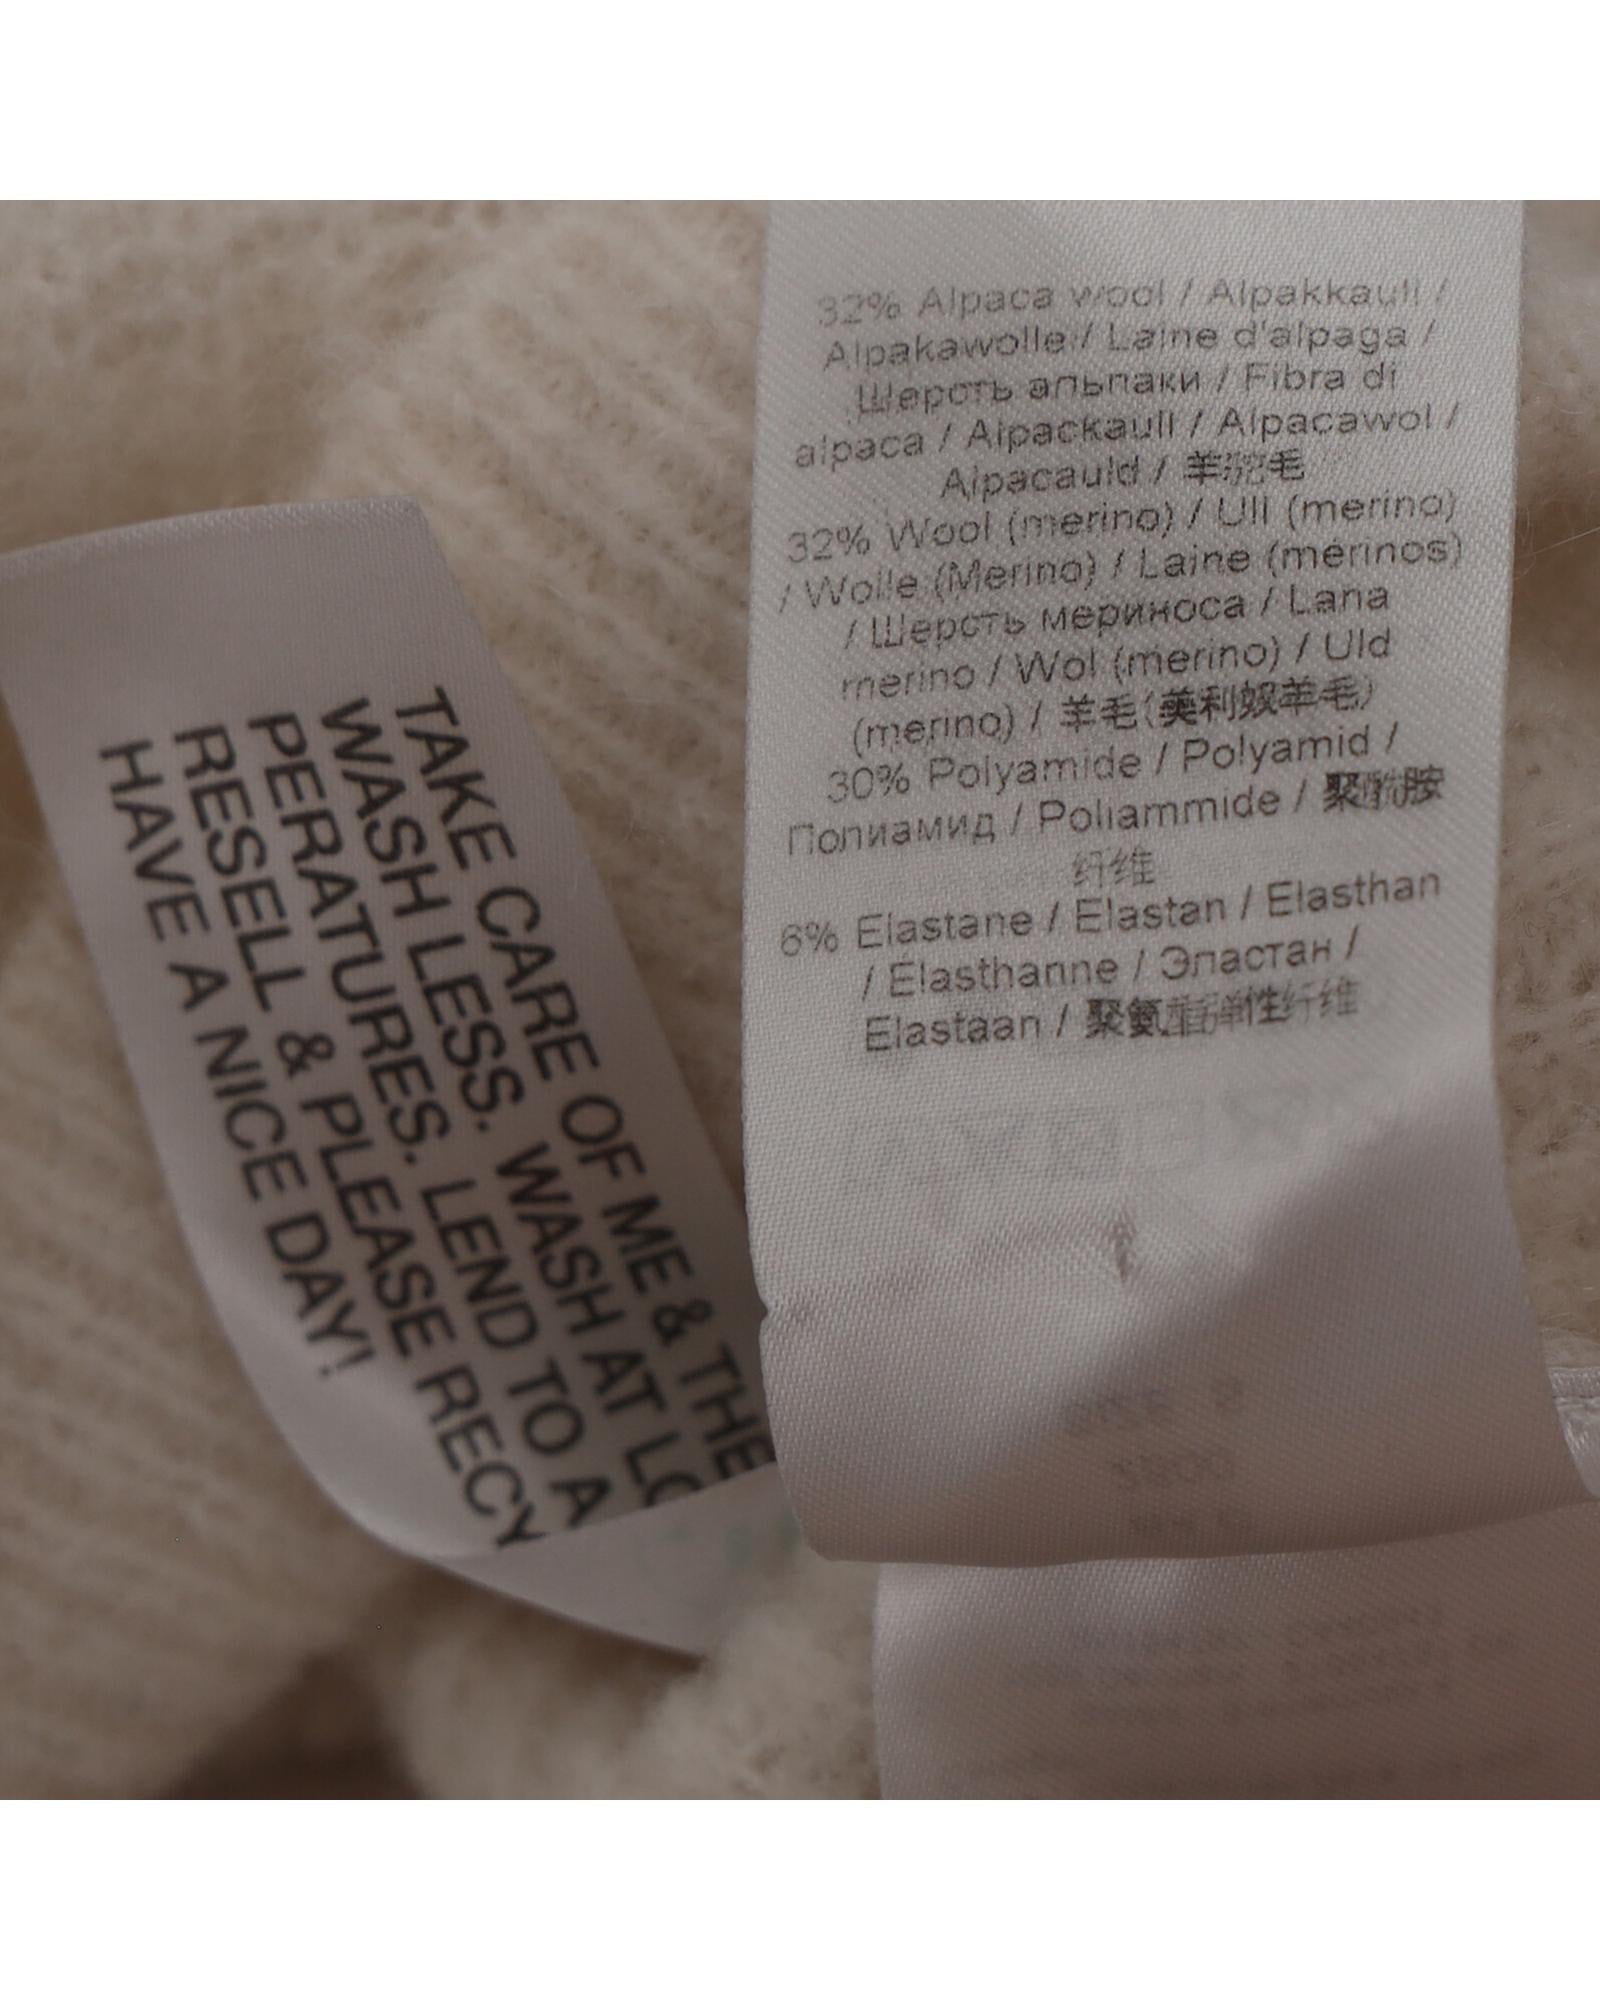 TAKE CARE OF ME & THE
WASH LESS. WASH AT LO
PERATURES. LEND TO A
RESELL & PLEASE RECY
HAVE A NICE DAY!
32% Alpaca wool / Alpakkaull /
Alpakawolle / Laine d'alpaga /
Шерсть альпаки / Fibra di
alpaca / Alpackaull / Alpacawol /
Alpacauld / 羊驼毛
32% Wool (merino) / Ull (merino)
/ Wolle (Merino) / Laine (mérinos)
/ Шерсть мериноса / Lana
merino / Wol (merino) / Uld
(merino) / 羊毛(美利奴羊毛)
30% Polyamide / Polyamid /
Полиамид / Poliammide / 聚酰胺
纤维
6% Elastane / Elastan / Elasthan
/ Élasthanne / Эластан /
Elastaan / 聚氨酯弹性纤维